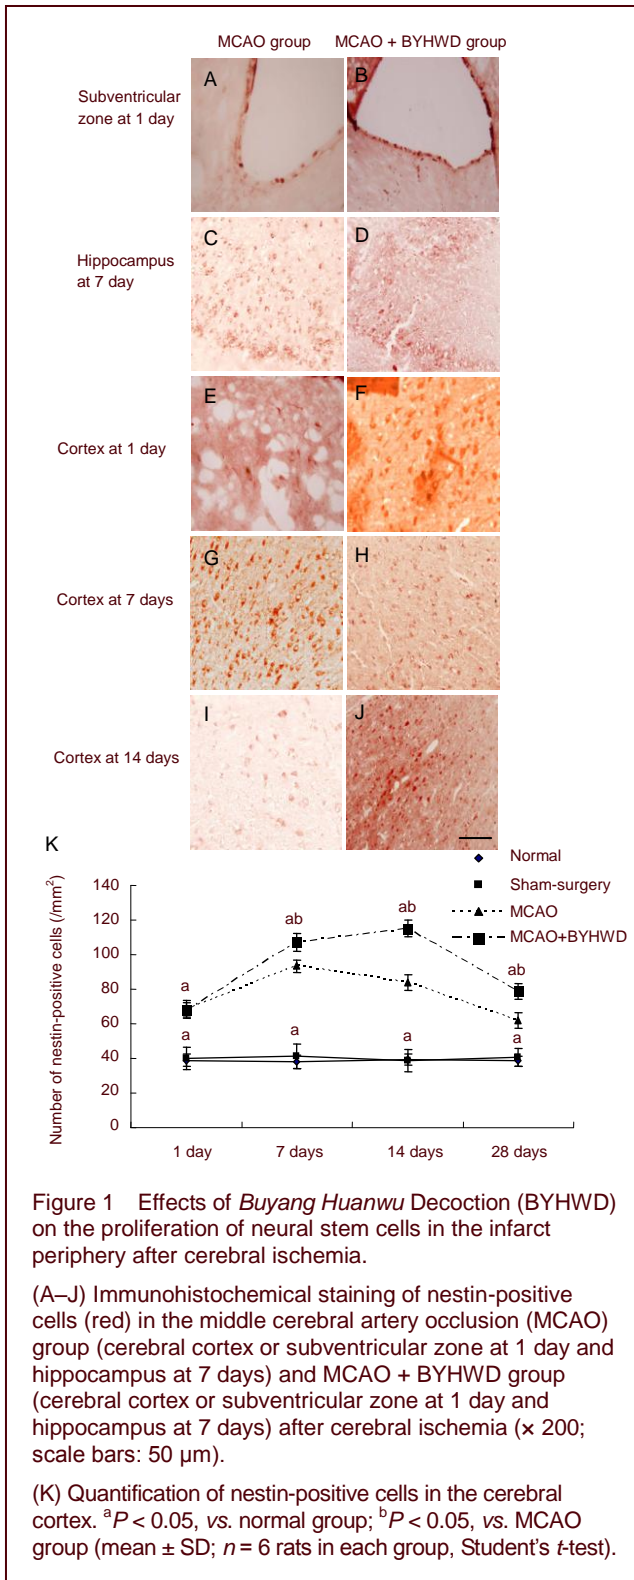 MCAO group MCAO + BYHWD group
Subventricular
zone at 1 day
A B
Hippocampus
at 7 day
C D
Cortex at 1 day
E F
Cortex at 7 days
G H
Cortex at 14 days
I J
K
Normal
Sham-surgery
MCAO
MCAO+BYHWD
Number of nestin-positive cells (/mm²)
140
120
100
80
60
40
20
0
a ab ab ab
a a a a
1 day 7 days 14 days 28 days
Figure 1 Effects of Buyang Huanwu Decoction (BYHWD)
on the proliferation of neural stem cells in the infarct
periphery after cerebral ischemia.
(A–J) Immunohistochemical staining of nestin-positive
cells (red) in the middle cerebral artery occlusion (MCAO)
group (cerebral cortex or subventricular zone at 1 day and
hippocampus at 7 days) and MCAO + BYHWD group
(cerebral cortex or subventricular zone at 1 day and
hippocampus at 7 days) after cerebral ischemia (× 200;
scale bars: 50 μm).
(K) Quantification of nestin-positive cells in the cerebral
cortex. ᵃP < 0.05, vs. normal group; ᵇP < 0.05, vs. MCAO
group (mean ± SD; n = 6 rats in each group, Student's t-test).